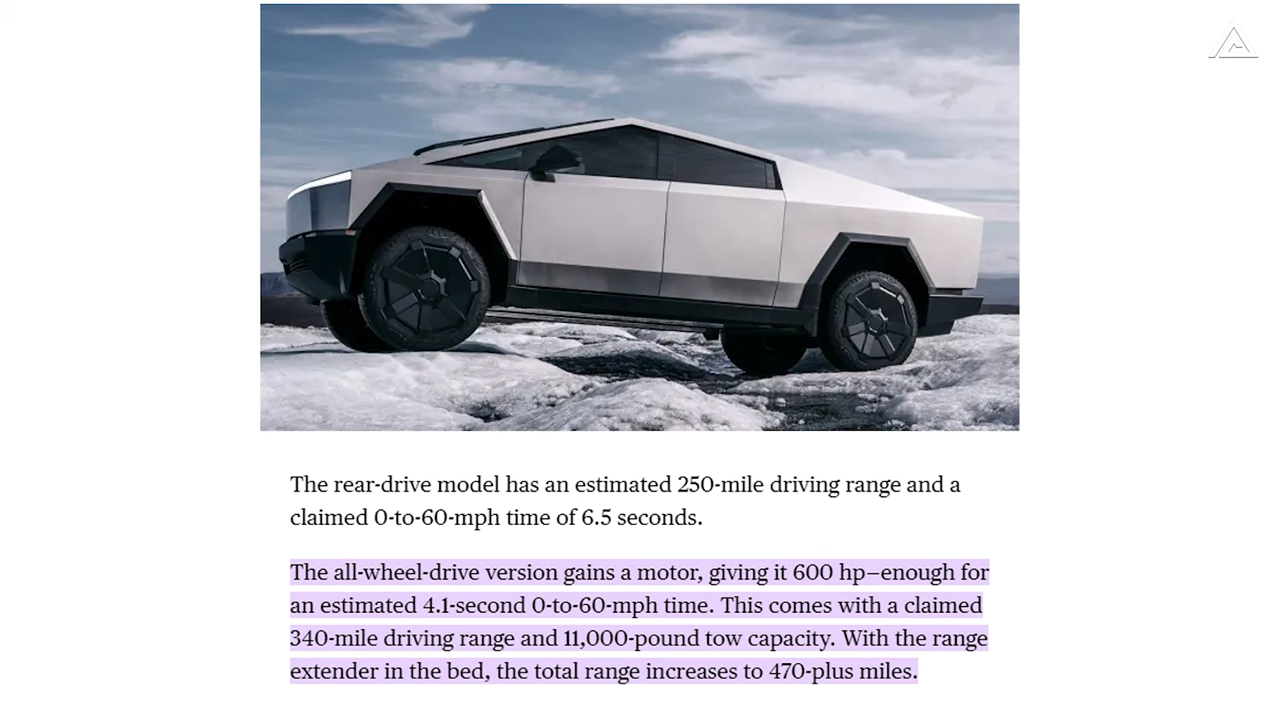 The rear-drive model has an estimated 250-mile driving range and a
claimed 0-to-60-mph time of 6.5 seconds.
The all-wheel-drive version gains a motor, giving it 600 hp—enough for
an estimated 4.1-second 0-to-60-mph time. This comes with a claimed
340-mile driving range and 11,000-pound tow capacity. With the range
extender in the bed, the total range increases to 470-plus miles.